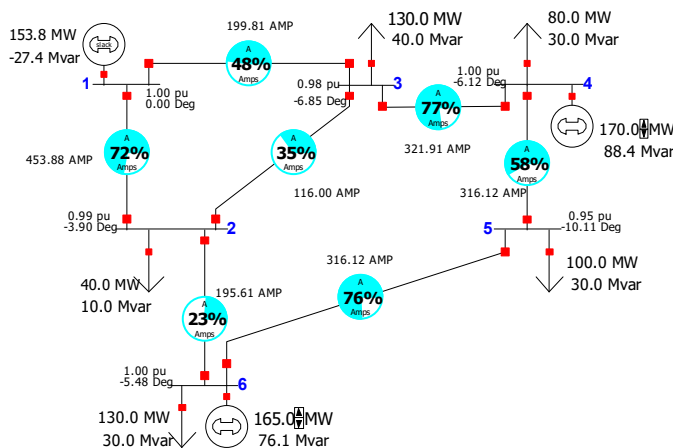 199.81 AMP
153.8 MW
-27.4 Mvar
slack
130.0 MW
40.0 Mvar
80.0 MW
30.0 Mvar
A
48%
Amps
1
1.00 pu
0.00 Deg
0.98 pu
-6.85 Deg
3
1.00 pu
-6.12 Deg
4
A
77%
Amps
321.91 AMP
170.0 MW
88.4 Mvar
453.88 AMP
A
72%
Amps
A
35%
Amps
116.00 AMP
A
58%
Amps
316.12 AMP
0.99 pu
-3.90 Deg
2
5
0.95 pu
-10.11 Deg
40.0 MW
10.0 Mvar
316.12 AMP
100.0 MW
30.0 Mvar
195.61 AMP
A
23%
Amps
A
76%
Amps
1.00 pu
-5.48 Deg
6
130.0 MW
30.0 Mvar
165.0 MW
76.1 Mvar